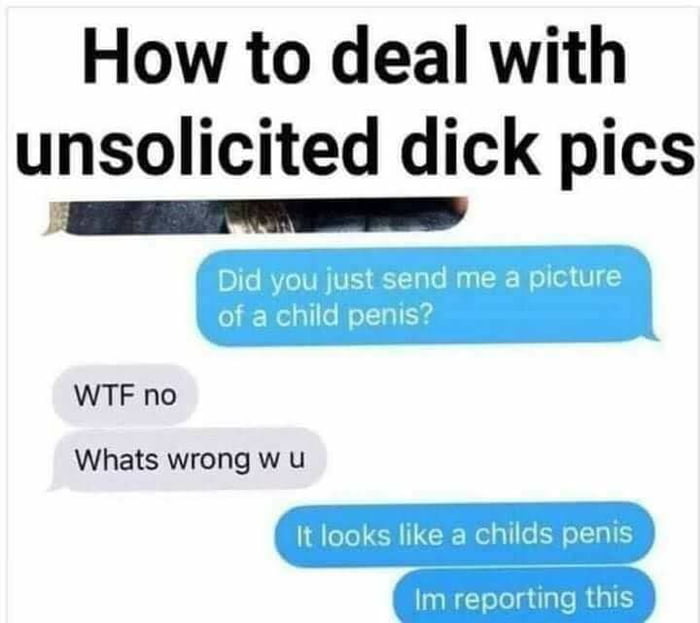 How to deal with
unsolicited dick pics
Did you just send me a picture
of a child penis?
WTF no
Whats wrong w u
It looks like a childs penis
Im reporting this